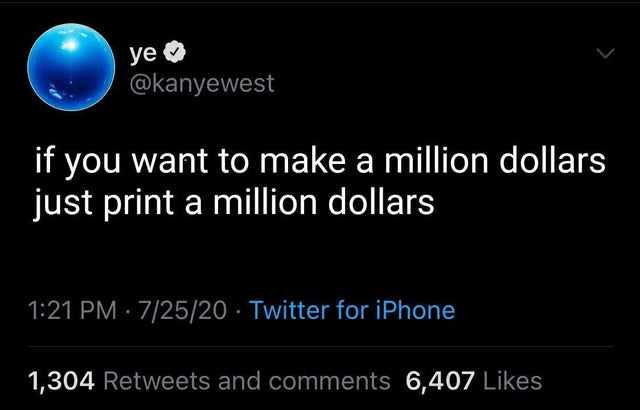 ye
@kanyewest
if you want to make a million dollars
just print a million dollars
1:21 PM · 7/25/20 · Twitter for iPhone
1,304 Retweets and comments 6,407 Likes